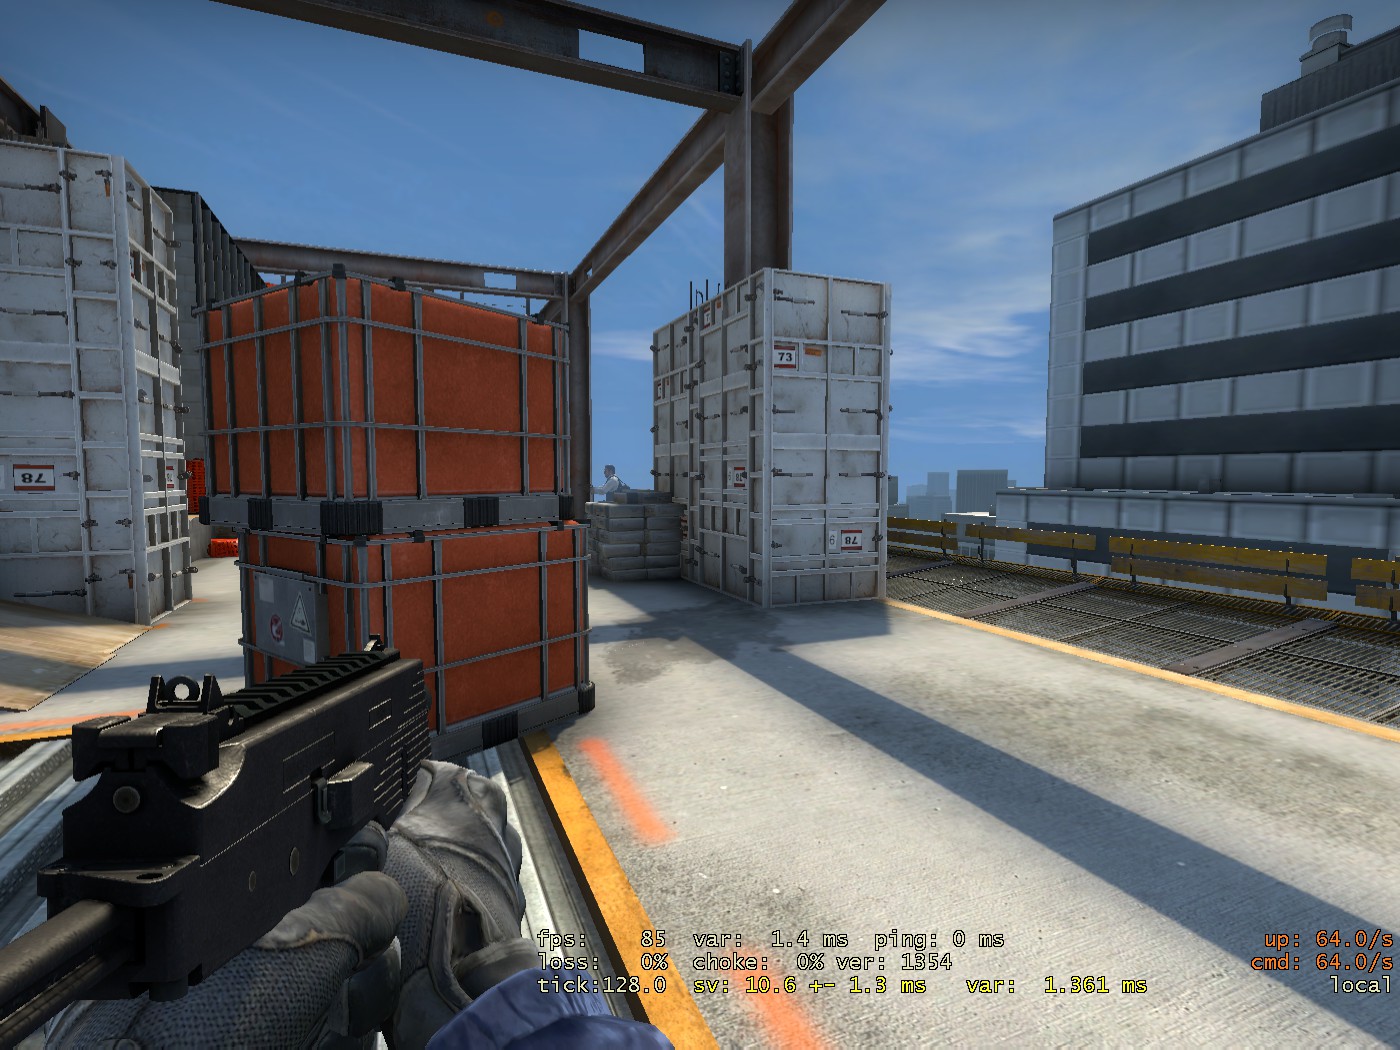 73
78
78
fps: 85 var: 1.4 ms ping: 0 ms
up: 64.0/s
loss: 0% choke: 0% ver: 1354
cmd: 64.0/s
tick:128.0 sv: 10.6 +- 1.3 ms var: 1.361 ms
local